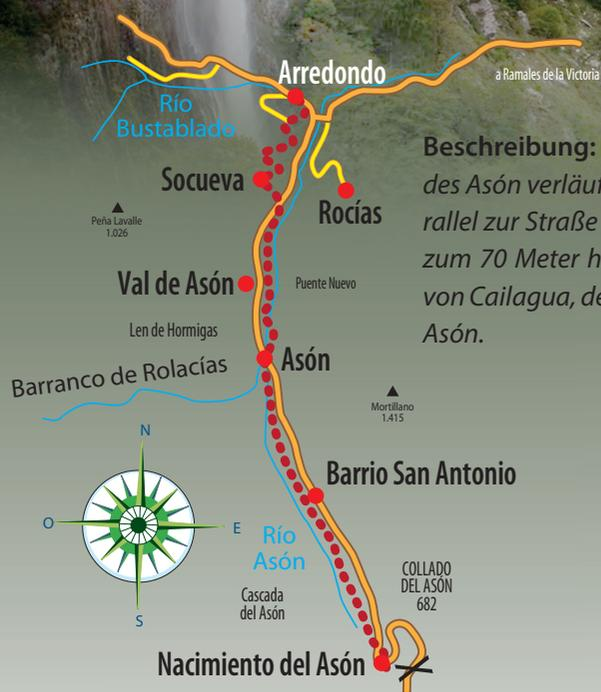 Arredondo
a Ramales de la Victoria
Río
Bustablado
Beschreibung:
des Asón verläuf
rallel zur Straße
zum 70 Meter h
von Cailagua, de
Asón.
Socueva
Rocías
Peña Lavalle
1.026
Val de Asón
Puente Nuevo
Len de Hormigas
Asón
Barranco de Rolacías
Mortillano
1.415
N
O
E
S
Barrio San Antonio
Río
Asón
Cascada
del Asón
COLLADO
DEL ASÓN
682
Nacimiento del Asón